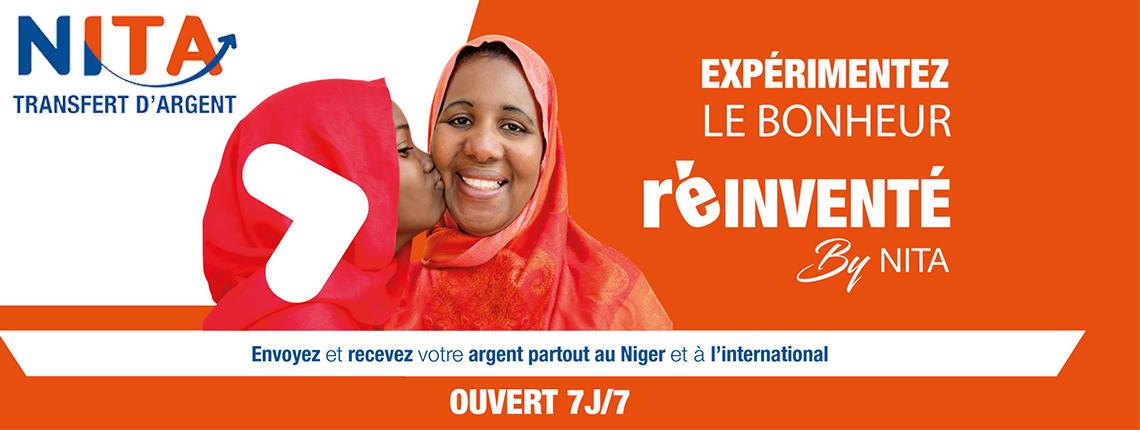 NITA
TRANSFERT D'ARGENT
EXPÉRIMENTEZ
LE BONHEUR
réINVENTÉ
By NITA
Envoyez et recevez votre argent partout au Niger et à l'international
OUVERT 7J/7